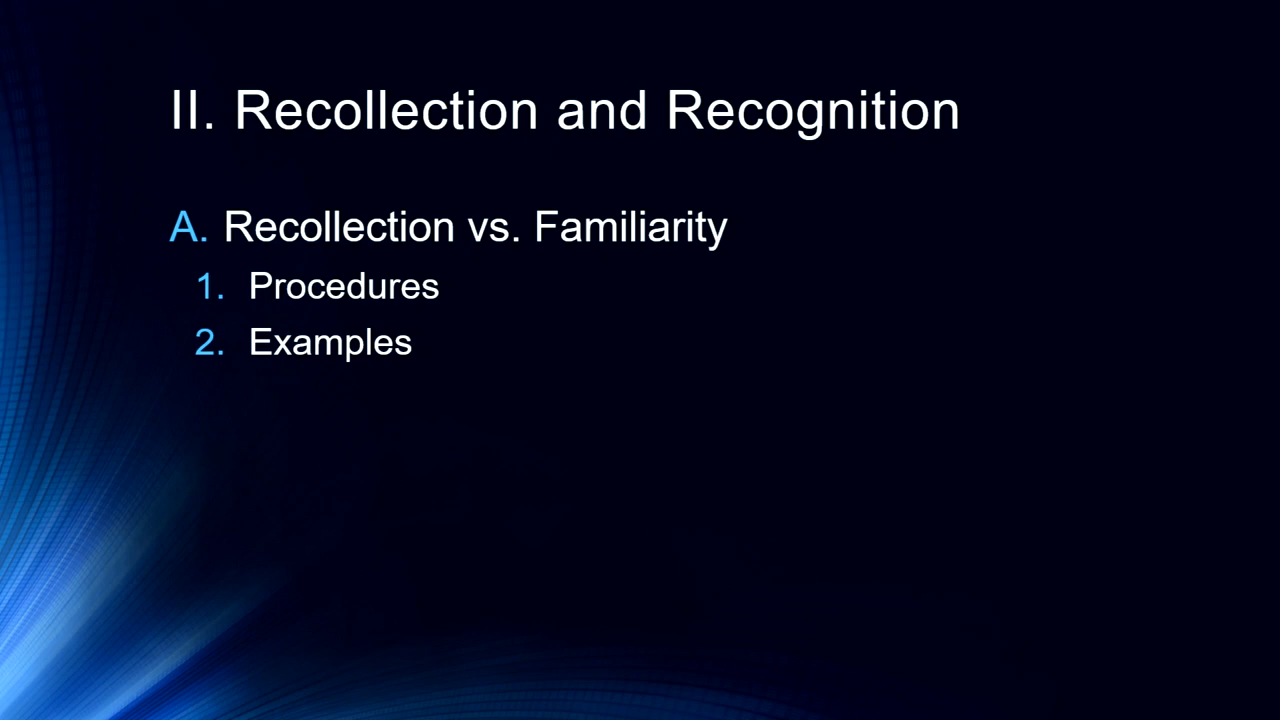 II. Recollection and Recognition
A. Recollection vs. Familiarity
1. Procedures
2. Examples